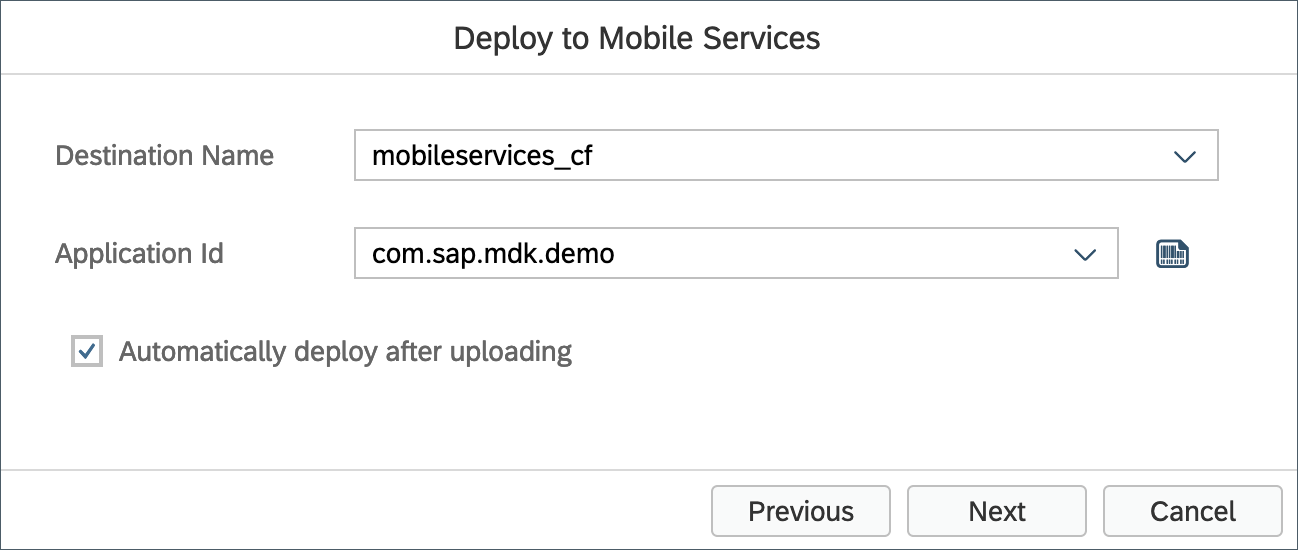 Deploy to Mobile Services
Destination Name
mobileservices_cf
Application Id
com.sap.mdk.demo
Automatically deploy after uploading
Previous
Next
Cancel